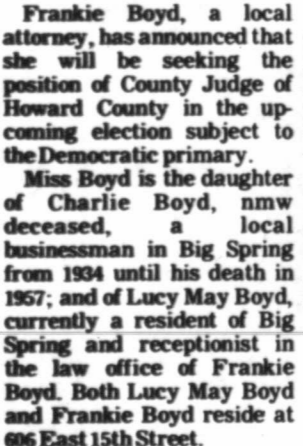 Frankie Boyd, a local
attorney, has announced that
she will be seeking the
position of County Judge of
Howard County in the up-
coming election subject to
the Democratic primary.
Miss Boyd is the daughter
of Charlie Boyd, nmw
deceased, a local
businessman in Big Spring
from 1934 until his death in
1957; and of Lucy May Boyd,
currently a resident of Big
Spring and receptionist in
the law office of Frankie
Boyd. Both Lucy May Boyd
and Frankie Boyd reside at
606 East 15th Street.